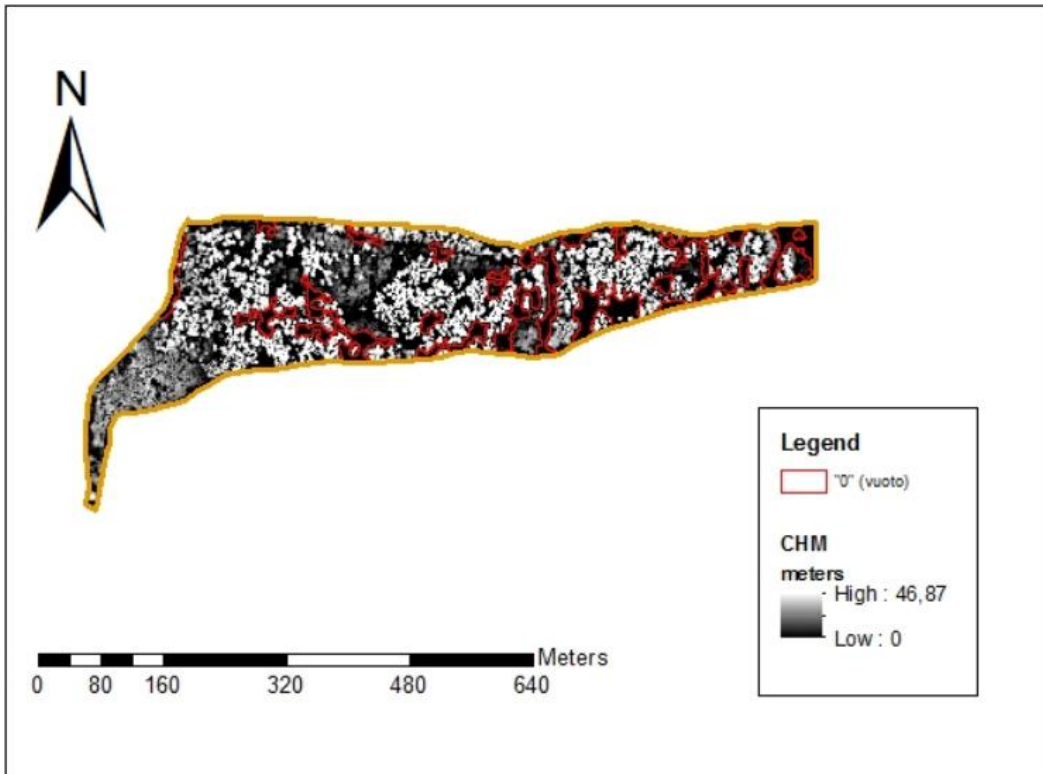 N
Legend
"0" (vuoto)
CHM
meters
High : 46,87
Low : 0
Meters
0 80 160 320 480 640